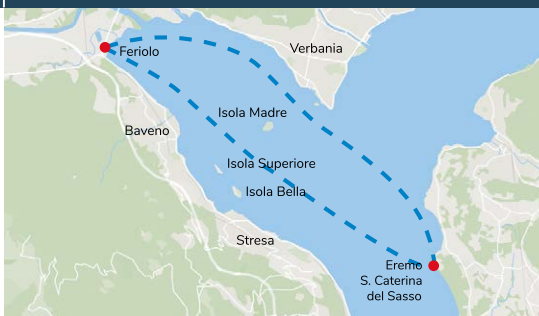 Verbania
Feriolo
Isola Madre
Baveno
Isola Superiore
Isola Bella
Stresa
Eremo
S. Caterina
del Sasso